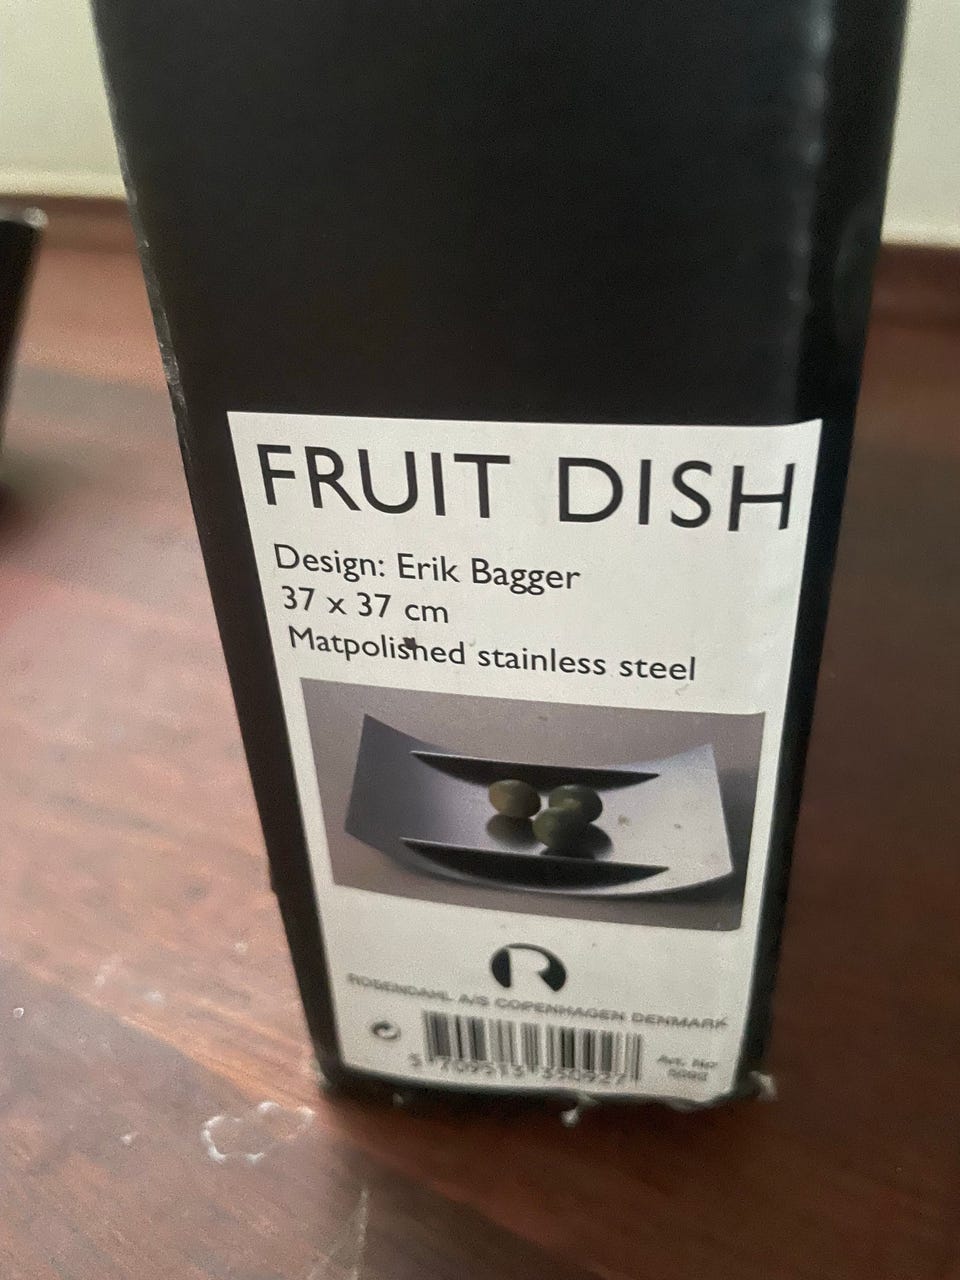 FRUIT DISH
Design: Erik Bagger
37 x 37 cm
Matpolished stainless steel
R
ROSENDAHL A/S COPENHAGEN DENMARK
Art. No